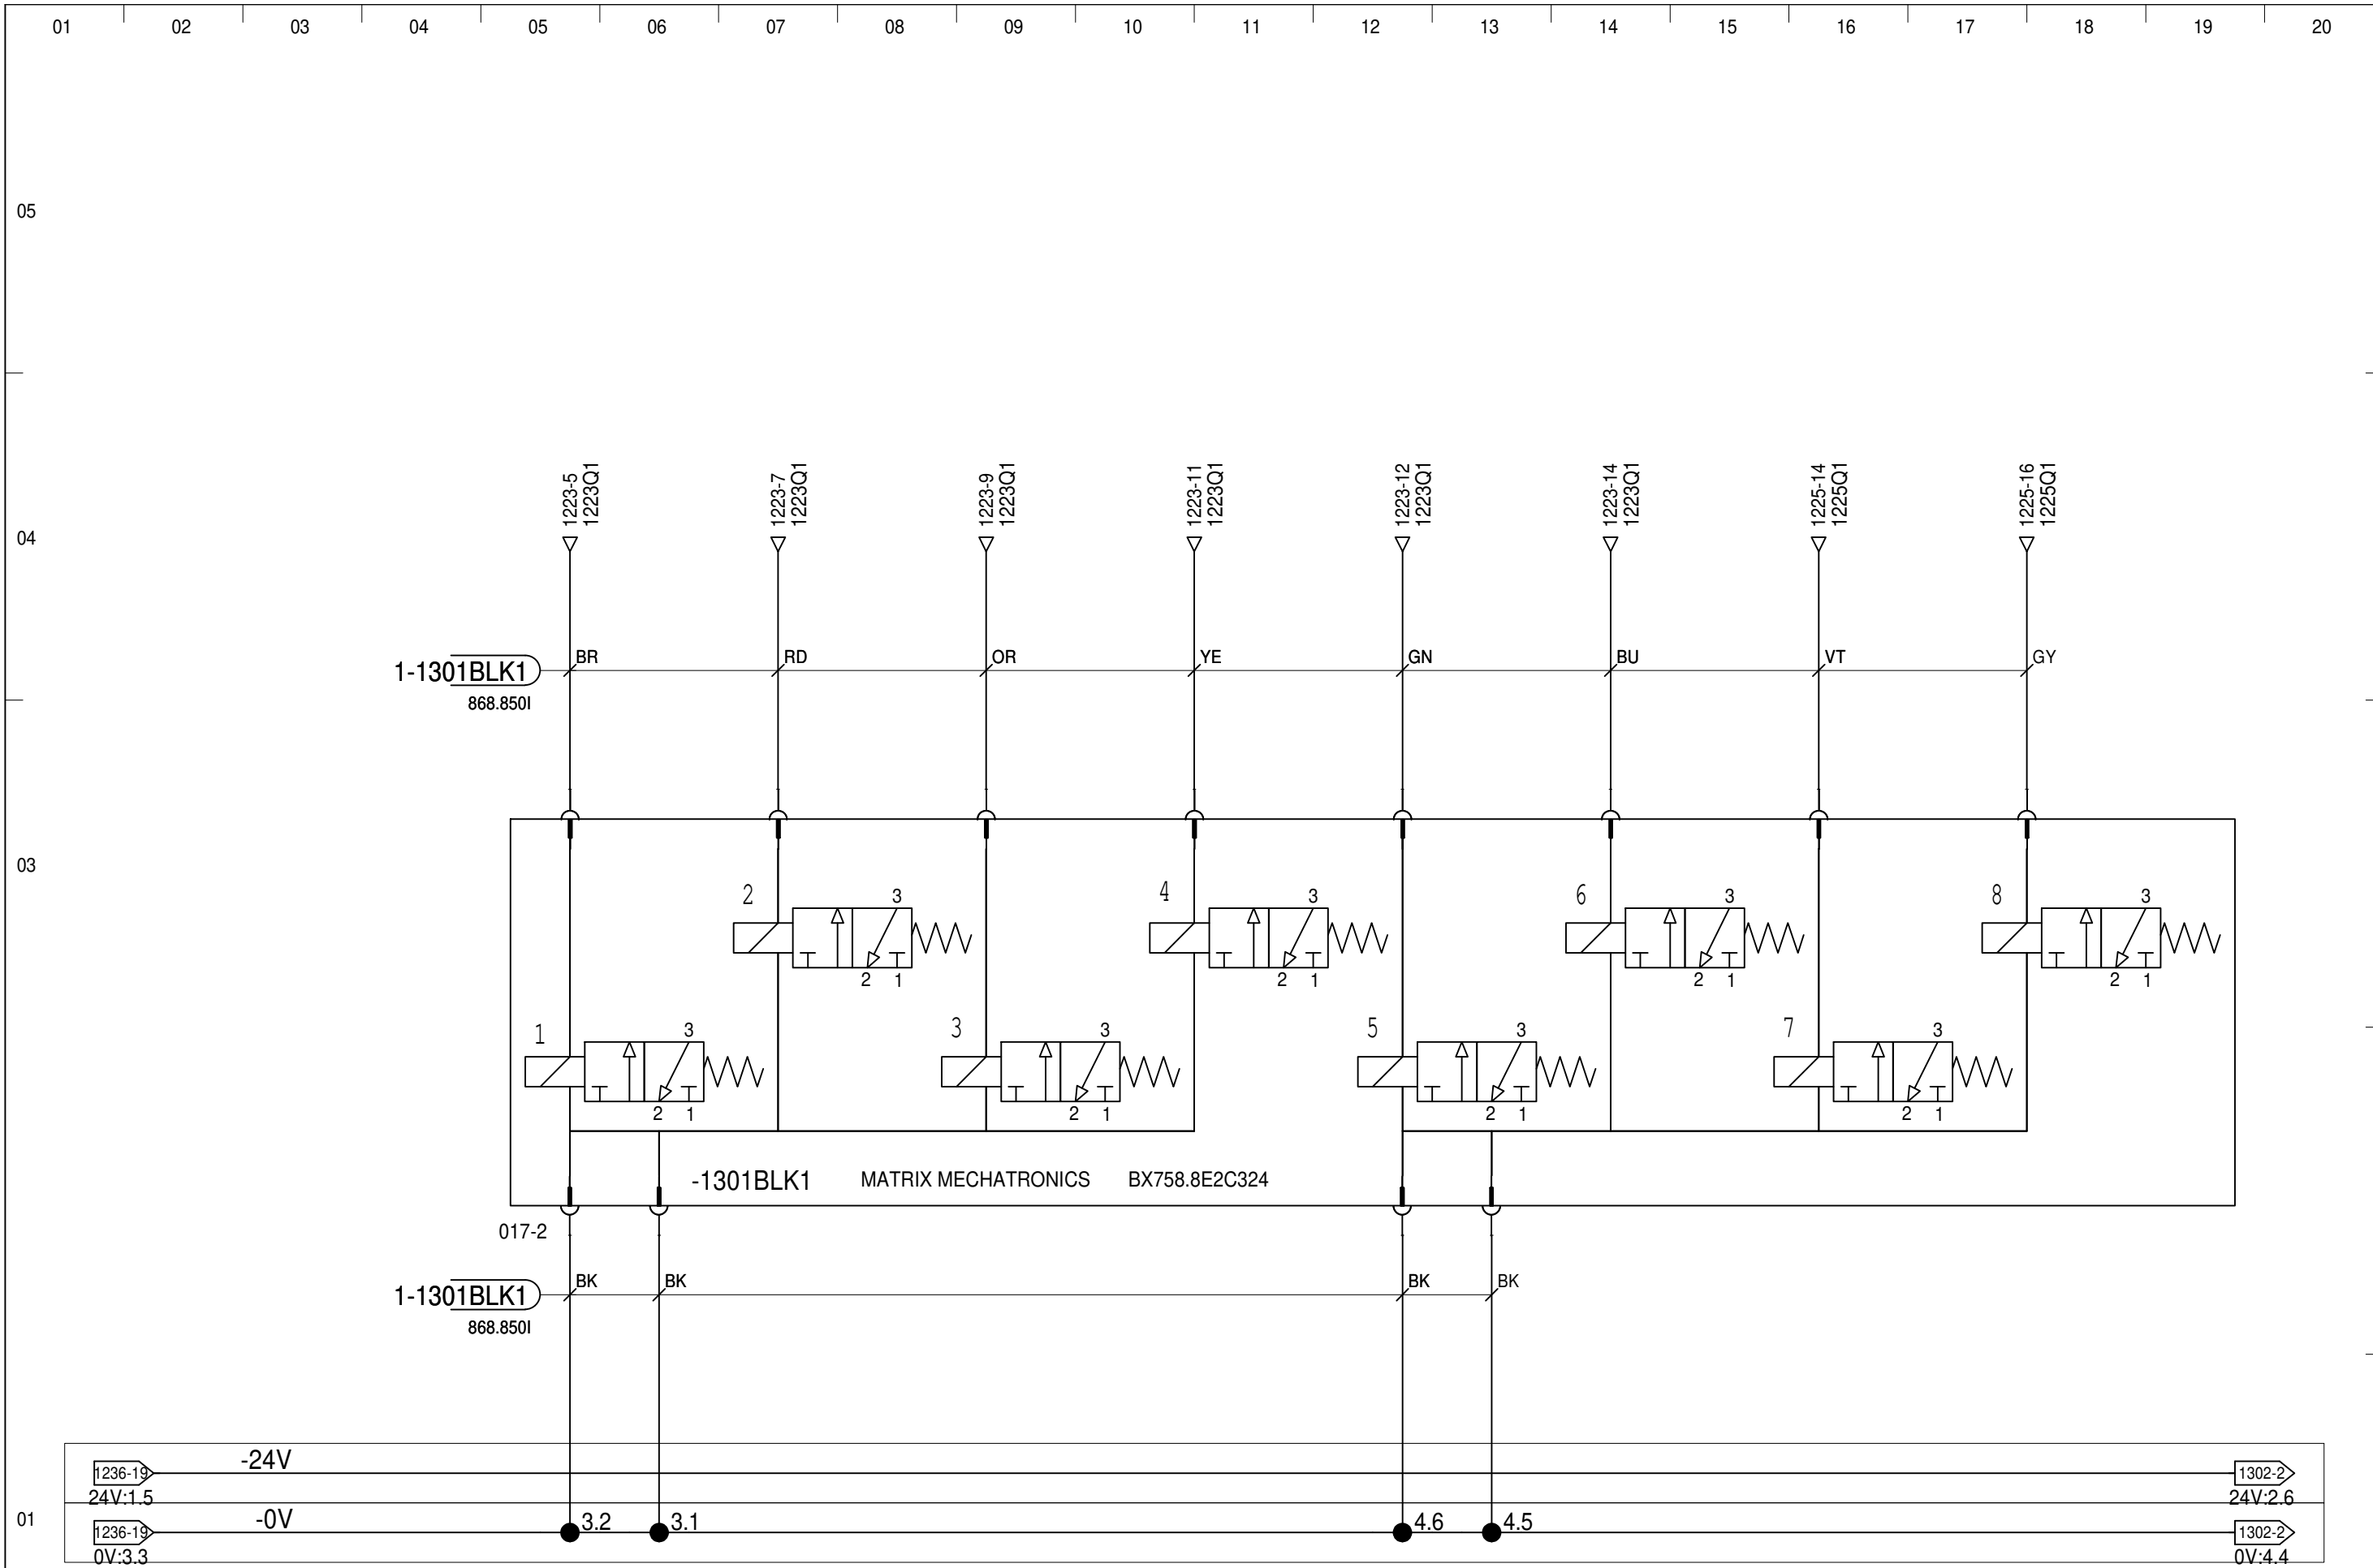 01 02 03 04 05 06 07 08 09 10 11 12 13 14 15 16 17 18 19 20
05
1223-5 1223-7 1223-9 1223-11 1223-12 1223-14 1225-14 1225-16
1223Q1 1223Q1 1223Q1 1223Q1 1223Q1 1223Q1 1225Q1 1225Q1
04
BR RD OR YE GN BU VT GY
1-1301BLK1
868.850I
03
2 3 4 3 6 3 8 3
2 1 2 1 2 1 2 1
1 3 3 3 5 3 7 3
2 1 2 1 2 1 2 1
-1301BLK1 MATRIX MECHATRONICS BX758.8E2C324
017-2
BK BK BK BK
1-1301BLK1
868.850I
-24V
1236-19 1302-2
24V:1.5 24V:2.6
01 -0V 3.2 3.1 4.6 4.5
1236-19 1302-2
0V:3.3 0V:4.4